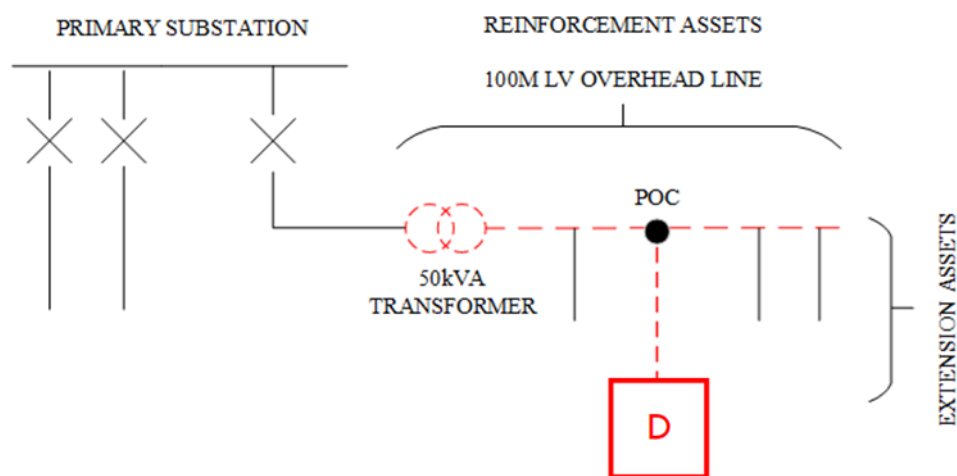 PRIMARY SUBSTATION
REINFORCEMENT ASSETS
100M LV OVERHEAD LINE
POC
50kVA
TRANSFORMER
EXTENSION ASSETS
D